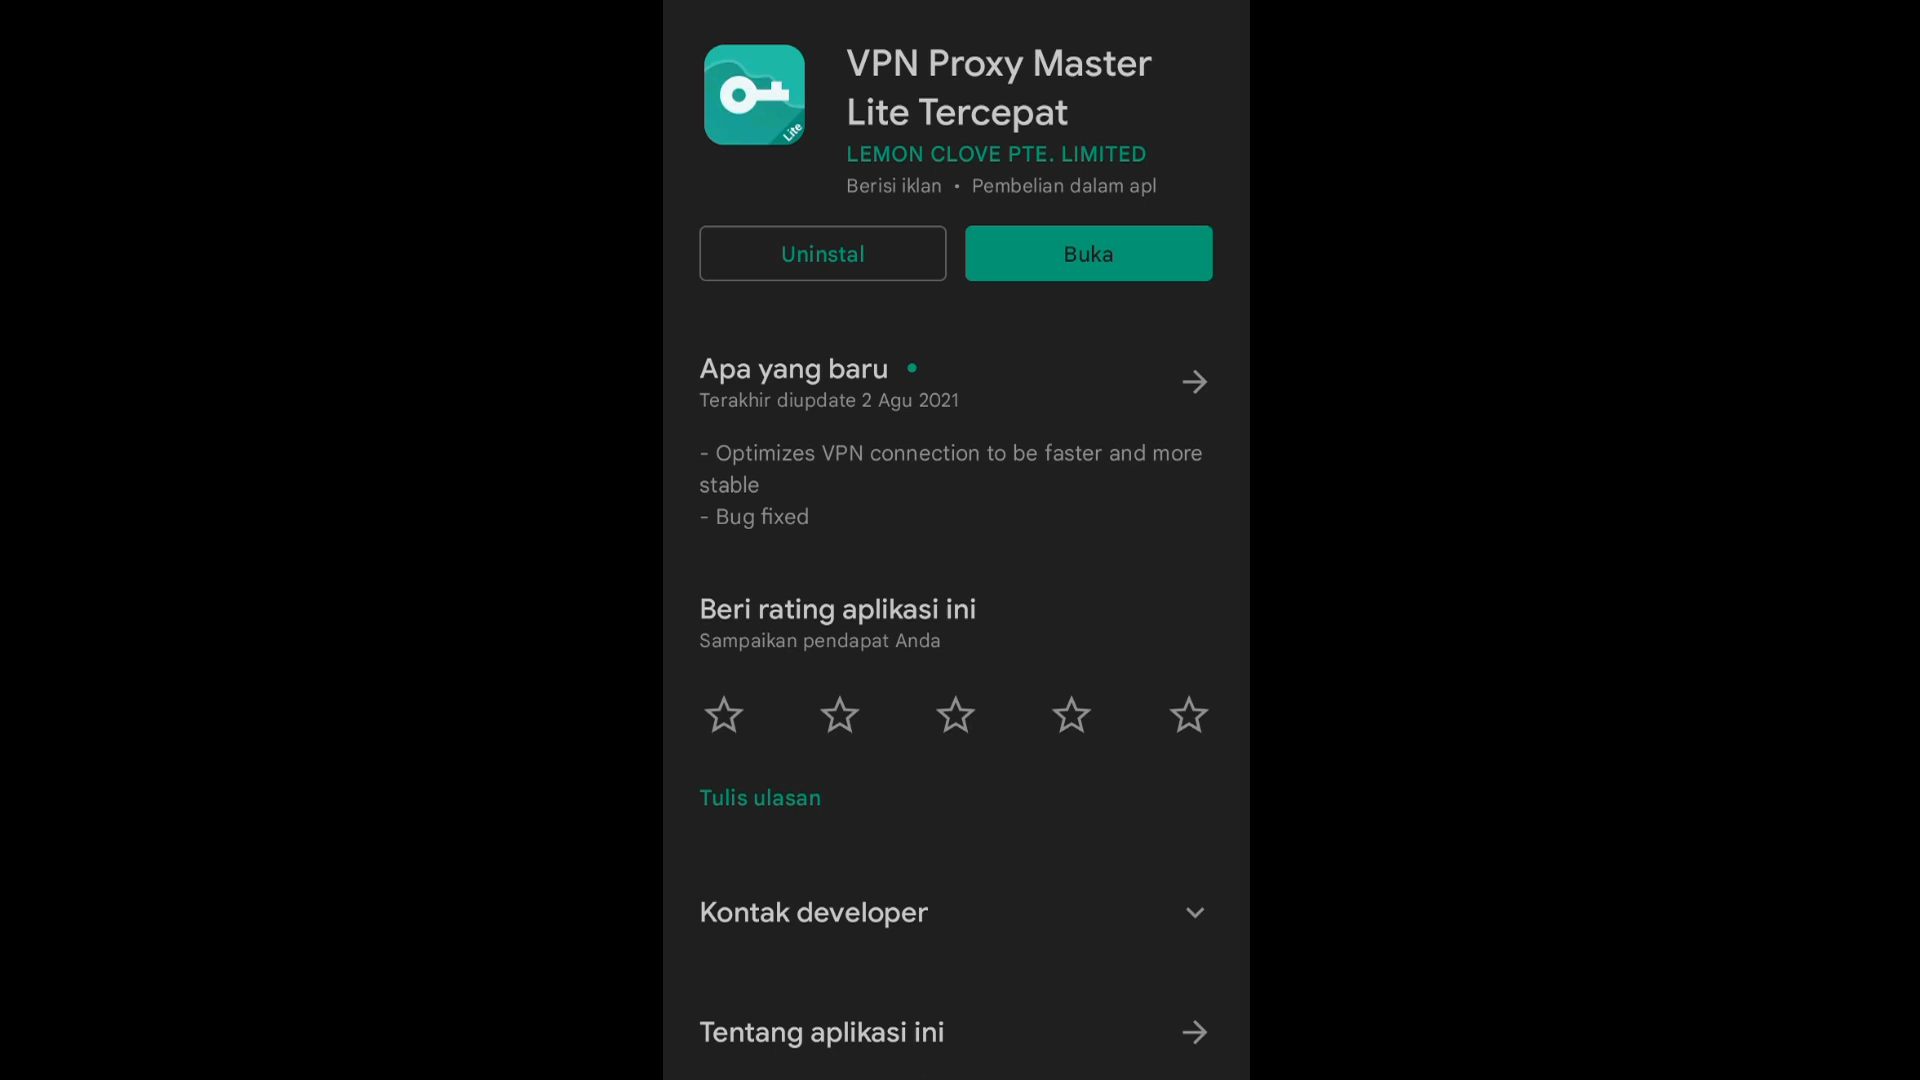 Lite
VPN Proxy Master
Lite Tercepat
LEMON CLOVE PTE. LIMITED
Berisi iklan • Pembelian dalam apl
Uninstal
Buka
Apa yang baru •
Terakhir diupdate 2 Agu 2021
- Optimizes VPN connection to be faster and more
stable
- Bug fixed
Beri rating aplikasi ini
Sampaikan pendapat Anda
Tulis ulasan
Kontak developer
Tentang aplikasi ini